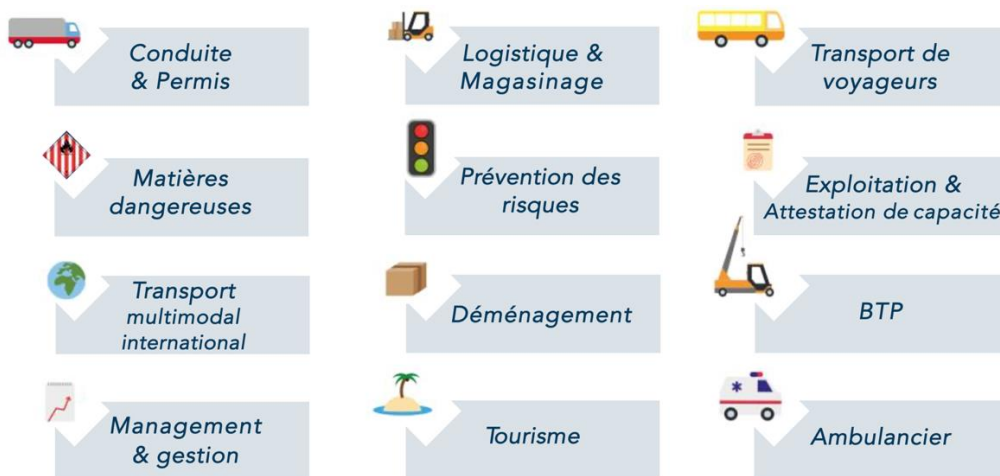 Conduite
& Permis
Logistique &
Magasinage
Transport de
voyageurs
Matières
dangereuses
Prévention des
risques
Exploitation &
Attestation de capacité
Transport
multimodal
international
Déménagement
BTP
Management
& gestion
Tourisme
Ambulancier